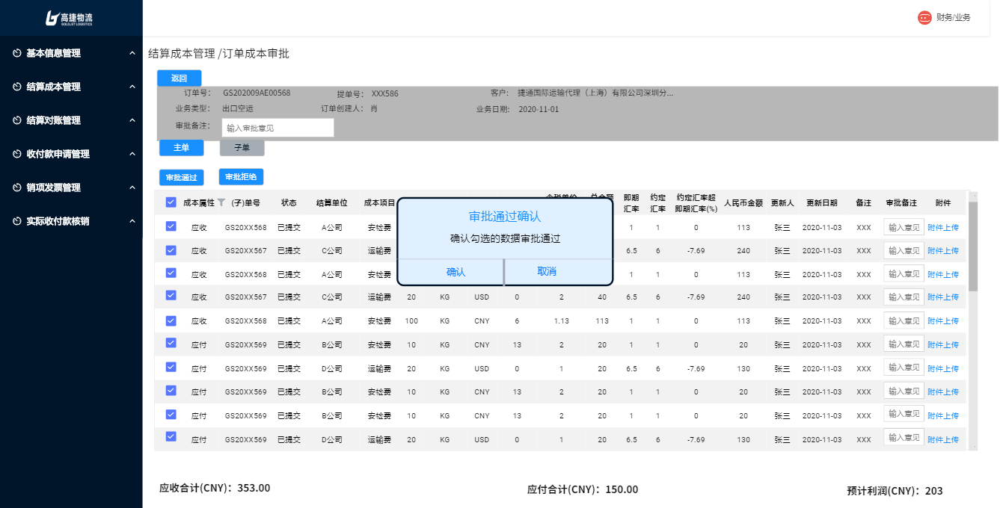 高捷物流
GOLDJET LOGISTICS
财务/业务
基本信息管理
结算成本管理
结算对账管理
收付款申请管理
销项发票管理
实际收付款核销
结算成本管理 /订单成本审批
返回
订单号： GS202009AE00568 提单号： XXX586 客户： 捷通国际运输代理（上海）有限公司深圳分...
业务类型： 出口空运 订单创建人： 肖 业务日期： 2020-11-01
审批备注： 输入审批意见
主单 子单
审批通过 审批拒绝
成本属性 (子)单号 状态 结算单位 成本项目 含税单价 总金额 即期汇率 约定汇率 约定汇率超即期汇率(%) 人民币金额 更新人 更新日期 备注 审批备注 附件
应收 GS20XX568 已提交 A公司 安检费 1 1 0 113 张三 2020-11-03 XXX 输入意见 附件上传
应收 GS20XX567 已提交 C公司 运输费 6.5 6 -7.69 240 张三 2020-11-03 XXX 输入意见 附件上传
应收 GS20XX568 已提交 A公司 安检费 1 1 0 113 张三 2020-11-03 XXX 输入意见 附件上传
应收 GS20XX567 已提交 C公司 运输费 20 KG USD 0 2 40 6.5 6 -7.69 240 张三 2020-11-03 XXX 输入意见 附件上传
应收 GS20XX568 已提交 A公司 安检费 100 KG CNY 6 1.13 113 1 1 0 113 张三 2020-11-03 XXX 输入意见 附件上传
应付 GS20XX569 已提交 B公司 安检费 10 KG CNY 13 2 20 1 1 0 20 张三 2020-11-03 XXX 输入意见 附件上传
应付 GS20XX569 已提交 D公司 运输费 20 KG USD 0 1 20 6.5 6 -7.69 130 张三 2020-11-03 XXX 输入意见 附件上传
应付 GS20XX569 已提交 B公司 安检费 10 KG CNY 13 2 20 1 1 0 20 张三 2020-11-03 XXX 输入意见 附件上传
应付 GS20XX569 已提交 B公司 安检费 10 KG CNY 13 2 20 1 1 0 20 张三 2020-11-03 XXX 输入意见 附件上传
应付 GS20XX569 已提交 D公司 运输费 20 KG USD 0 1 20 6.5 6 -7.69 130 张三 2020-11-03 XXX 输入意见 附件上传
审批通过确认
确认勾选的数据审批通过
确认 取消
应收合计(CNY)：353.00 应付合计(CNY)：150.00 预计利润(CNY)：203